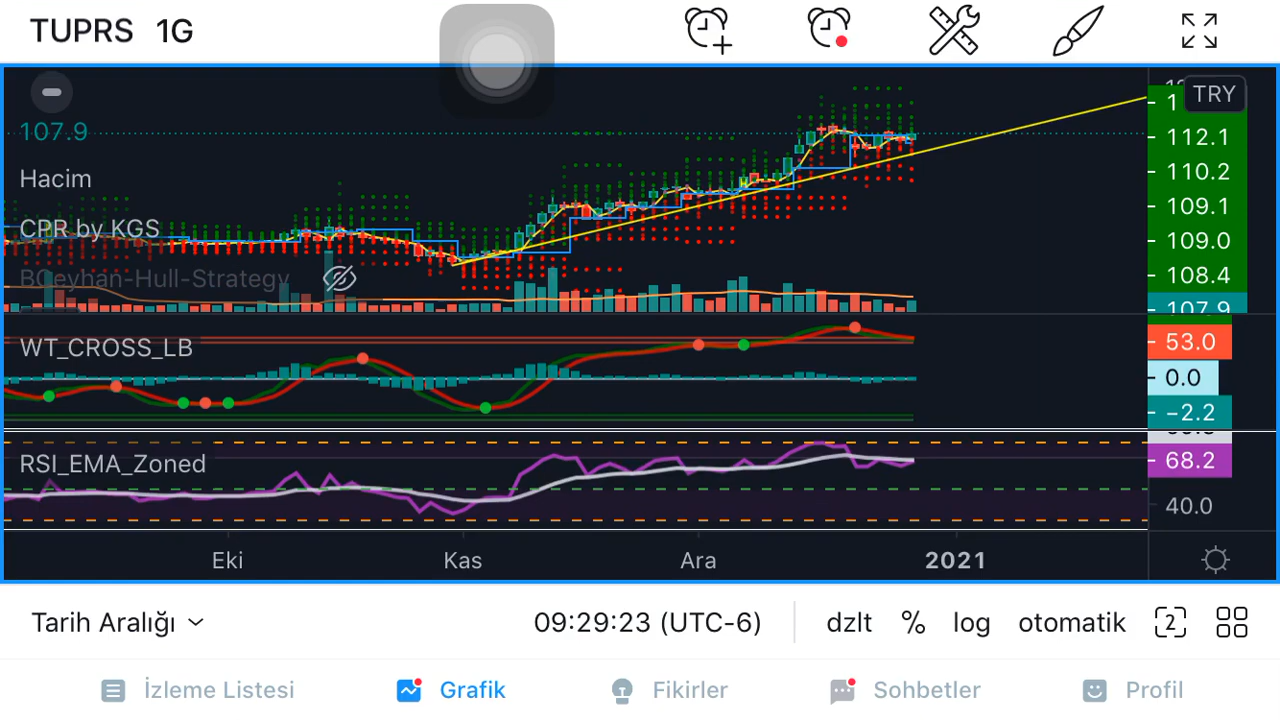 TUPRS 1G
TRY
107.9
112.1
Hacim
110.2
109.1
CPR by KGS
109.0
BCeyhan-Hull-Strategy
108.4
107.9
WT_CROSS_LB
53.0
0.0
−2.2
RSI_EMA_Zoned
68.2
40.0
Eki Kas Ara 2021
Tarih Aralığı 09:29:23 (UTC-6) dzlt % log otomatik 2
İzleme Listesi Grafik Fikirler Sohbetler Profil